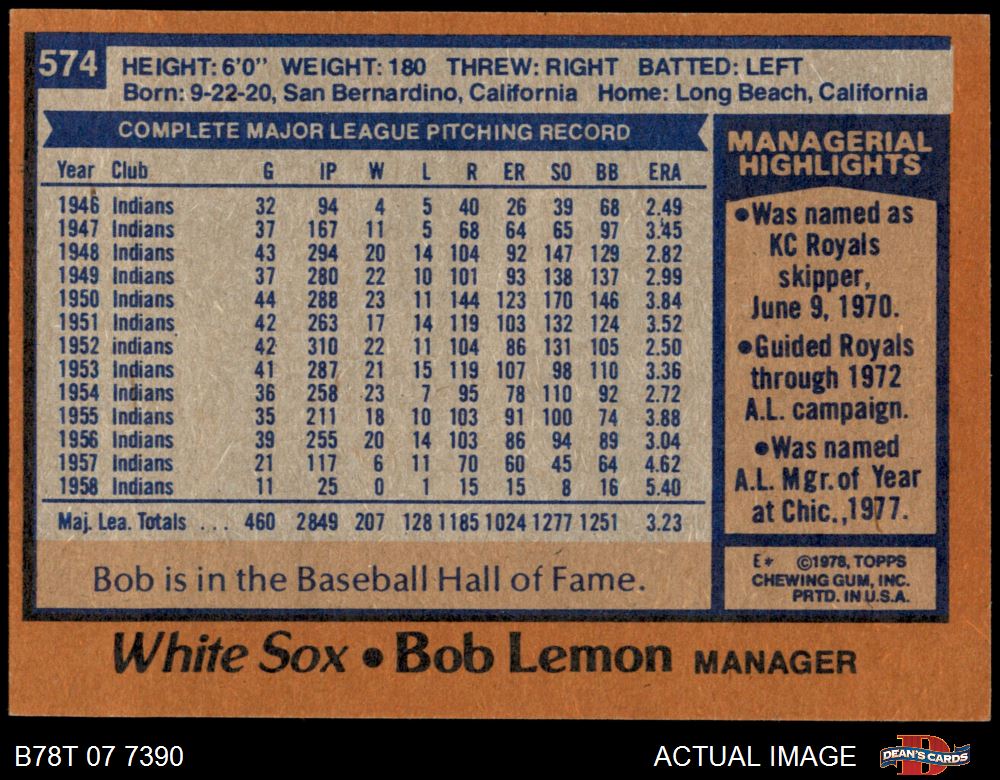 574
HEIGHT: 6'0" WEIGHT: 180 THREW: RIGHT BATTED: LEFT
Born: 9-22-20, San Bernardino, California Home: Long Beach, California
COMPLETE MAJOR LEAGUE PITCHING RECORD
Year Club G IP W L R ER SO BB ERA
1946 Indians 32 94 4 5 40 26 39 68 2.49
1947 Indians 37 167 11 5 68 64 65 97 3.45
1948 Indians 43 294 20 14 104 92 147 129 2.82
1949 Indians 37 280 22 10 101 93 138 137 2.99
1950 Indians 44 288 23 11 144 123 170 146 3.84
1951 Indians 42 263 17 14 119 103 132 124 3.52
1952 Indians 42 310 22 11 104 86 131 105 2.50
1953 Indians 41 287 21 15 119 107 98 110 3.36
1954 Indians 36 258 23 7 95 78 110 92 2.72
1955 Indians 35 211 18 10 103 91 100 74 3.88
1956 Indians 39 255 20 14 103 86 94 89 3.04
1957 Indians 21 117 6 11 70 60 45 64 4.62
1958 Indians 11 25 0 1 15 15 8 16 5.40
Maj. Lea. Totals ... 460 2849 207 128 1185 1024 1277 1251 3.23
Bob is in the Baseball Hall of Fame.
MANAGERIAL
HIGHLIGHTS
•Was named as
KC Royals
skipper,
June 9, 1970.
•Guided Royals
through 1972
A.L. campaign.
•Was named
A.L. Mgr. of Year
at Chic., 1977.
E* ©1978, TOPPS
CHEWING GUM, INC.
PRTD. IN U.S.A.
White Sox • Bob Lemon MANAGER
B78T 07 7390
ACTUAL IMAGE
DEAN'S CARDS